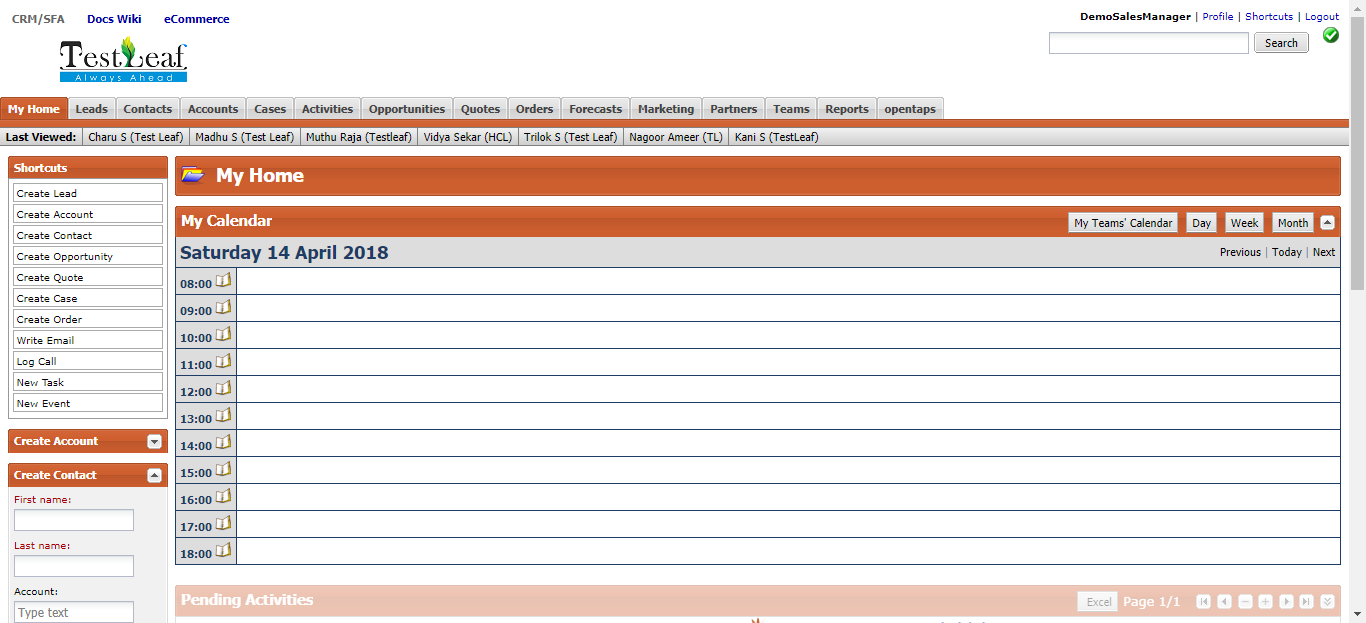 CRM/SFA Docs Wiki eCommerce
DemoSalesManager | Profile | Shortcuts | Logout
Search
TestLeaf
Always Ahead
My Home Leads Contacts Accounts Cases Activities Opportunities Quotes Orders Forecasts Marketing Partners Teams Reports opentaps
Last Viewed: Charu S (Test Leaf) Madhu S (Test Leaf) Muthu Raja (Testleaf) Vidya Sekar (HCL) Trilok S (Test Leaf) Nagoor Ameer (TL) Kani S (TestLeaf)
Shortcuts
Create Lead
Create Account
Create Contact
Create Opportunity
Create Quote
Create Case
Create Order
Write Email
Log Call
New Task
New Event
Create Account
Create Contact
First name:
Last name:
Account:
Type text
My Home
My Calendar
My Teams' Calendar Day Week Month
Saturday 14 April 2018
Previous | Today | Next
08:00
09:00
10:00
11:00
12:00
13:00
14:00
15:00
16:00
17:00
18:00
Pending Activities
Excel Page 1/1